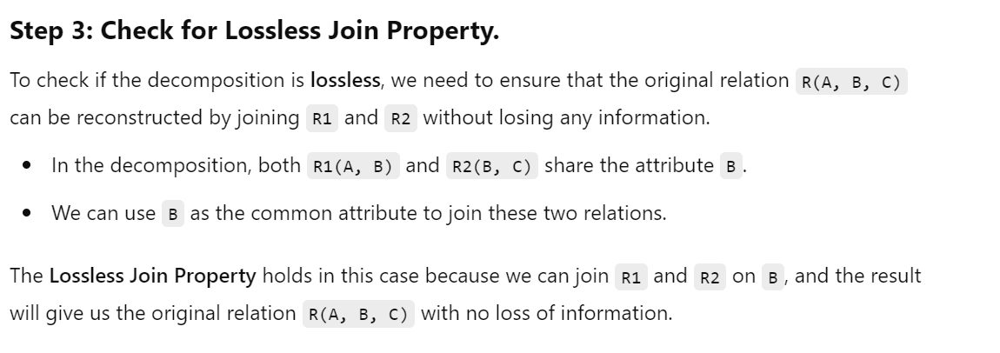 Step 3: Check for Lossless Join Property.
To check if the decomposition is lossless, we need to ensure that the original relation R(A, B, C)
can be reconstructed by joining R1 and R2 without losing any information.
• In the decomposition, both R1(A, B) and R2(B, C) share the attribute B.
• We can use B as the common attribute to join these two relations.
The Lossless Join Property holds in this case because we can join R1 and R2 on B, and the result
will give us the original relation R(A, B, C) with no loss of information.